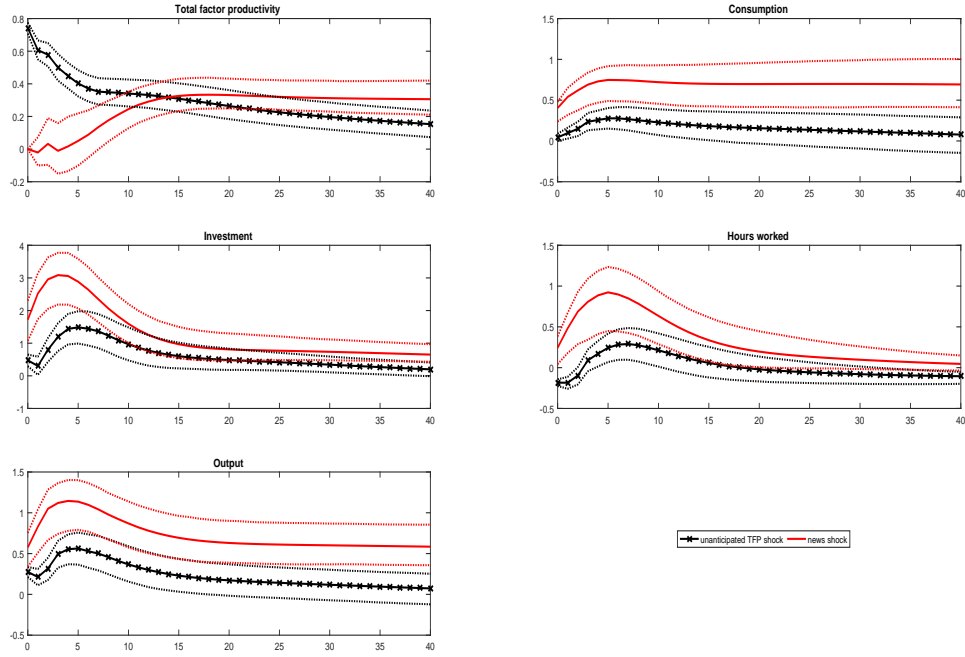 Total factor productivity
0.8
0.6
0.4
0.2
0
-0.2
0 5 10 15 20 25 30 35 40
Consumption
1.5
1
0.5
0
-0.5
0 5 10 15 20 25 30 35 40
Investment
4
3
2
1
0
-1
0 5 10 15 20 25 30 35 40
Hours worked
1.5
1
0.5
0
-0.5
0 5 10 15 20 25 30 35 40
Output
1.5
1
0.5
0
-0.5
0 5 10 15 20 25 30 35 40
unanticipated TFP shock news shock